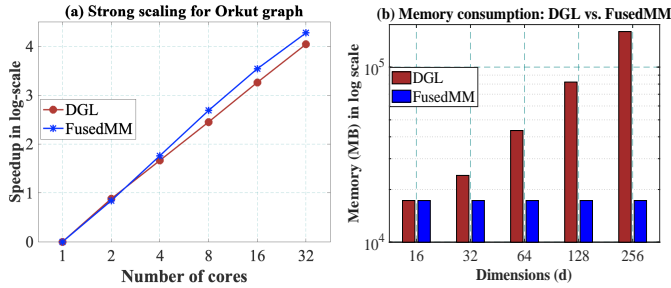 (a) Strong scaling for Orkut graph
Speedup in log-scale
4
3
2
1
0
DGL
FusedMM
1 2 4 8 16 32
Number of cores
(b) Memory consumption: DGL vs. FusedMM
Memory (MB) in log scale
10^5
10^4
DGL
FusedMM
16 32 64 128 256
Dimensions (d)